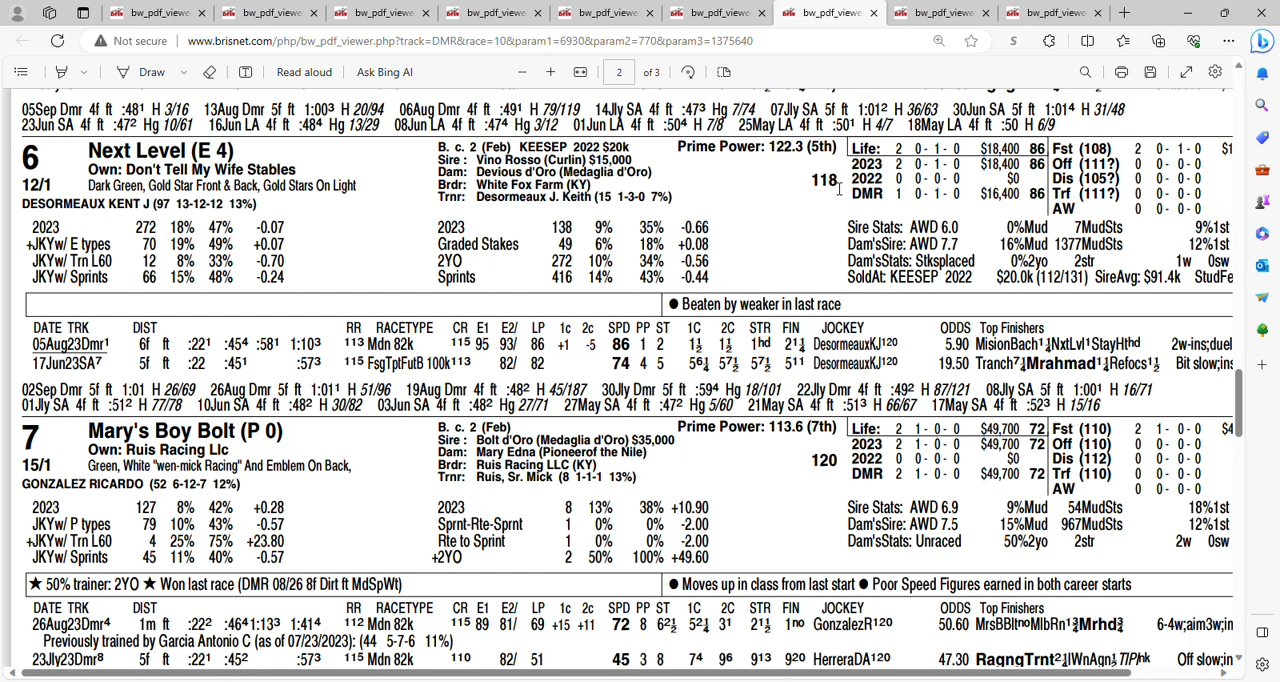 bw_pdf_viewe bw_pdf_viewe bw_pdf_viewe bw_pdf_viewe bw_pdf_viewe bw_pdf_viewe bw_pdf_viewe bw_pdf_viewe bw_pdf_viewe
Not secure www.brisnet.com/php/bw_pdf_viewer.php?track=DMR&race=10&param1=6930&param2=770&param3=1375640
Draw Read aloud Ask Bing AI 2 of 3
05Sep Dmr 4f ft :48¹ H 3/16 13Aug Dmr 5f ft 1:00³ H 20/94 06Aug Dmr 4f ft :49¹ H 79/119 14Jly SA 4f ft :47³ Hg 7/74 07Jly SA 5f ft 1:01² H 36/63 30Jun SA 5f ft 1:01⁴ H 31/48
23Jun SA 4f ft :47² Hg 10/61 16Jun LA 4f ft :48⁴ Hg 13/29 08Jun LA 4f ft :47⁴ Hg 3/12 01Jun LA 4f ft :50⁴ H 7/8 25May LA 4f ft :50¹ H 4/7 18May LA 4f ft :50 H 6/9
6 Next Level (E 4) B. c. 2 (Feb) KEESEP 2022 $20k Prime Power: 122.3 (5th) Life: 2 0- 1- 0 $18,400 86 Fst (108) 2 0- 1- 0 $1
Own: Don't Tell My Wife Stables Sire : Vino Rosso (Curlin) $15,000 2023 2 0- 1- 0 $18,400 86 Off (111?) 0 0- 0- 0
12/1 Dark Green, Gold Star Front & Back, Gold Stars On Light Dam: Devious d'Oro (Medaglia d'Oro) 118 2022 0 0- 0- 0 $0 Dis (105?) 0 0- 0- 0
DESORMEAUX KENT J (97 13-12-12 13%) Brdr: White Fox Farm (KY) DMR 1 0- 1- 0 $16,400 86 Trf (111?) 0 0- 0- 0
Trnr: Desormeaux J. Keith (15 1-3-0 7%) AW 0 0- 0- 0
2023 272 18% 47% -0.07 2023 138 9% 35% -0.66 Sire Stats: AWD 6.0 0%Mud 7MudSts 9%1st
+JKYw/ E types 70 19% 49% +0.07 Graded Stakes 49 6% 18% +0.08 Dam'sSire: AWD 7.7 16%Mud 1377MudSts 12%1st
JKYw/ Trn L60 12 8% 33% -0.70 2YO 272 10% 34% -0.56 Dam'sStats: Stksplaced 0%2yo 2str 1w 0sw
JKYw/ Sprints 66 15% 48% -0.24 Sprints 416 14% 43% -0.44 SoldAt: KEESEP 2022 $20.0k (112/131) SireAvg: $91.4k StudFe
● Beaten by weaker in last race
DATE TRK DIST RR RACETYPE CR E1 E2/ LP 1c 2c SPD PP ST 1C 2C STR FIN JOCKEY ODDS Top Finishers
05Aug23Dmr¹ 6f ft :22¹ :45⁴ :58¹ 1:10³ 113 Mdn 82k 115 95 93/ 86 +1 -5 86 1 2 1½ 1½ 1hd 21¼ DesormeauxKJ120 5.90 MisionBach¹¼NxtLvl¹StayHthd 2w-ins;duel
17Jun23SA⁷ 5f ft :22 :45¹ :57³ 115 FsgTptFutB 100k 113 82/ 82 74 4 5 56¼ 57½ 57½ 511 DesormeauxKJ120 19.50 Tranch⁷¼Mrahmad¹¼Refocs¹½ Bit slow;ins
02Sep Dmr 5f ft 1:01 H 26/69 26Aug Dmr 5f ft 1:01¹ H 51/96 19Aug Dmr 4f ft :48² H 45/187 30Jly Dmr 5f ft :59⁴ Hg 18/101 22Jly Dmr 4f ft :49² H 87/121 08Jly SA 5f ft 1:00¹ H 16/71
01Jly SA 4f ft :51² H 77/78 10Jun SA 4f ft :48² H 30/82 03Jun SA 4f ft :48² Hg 27/71 27May SA 4f ft :47² Hg 5/60 21May SA 4f ft :51³ H 66/67 17May SA 4f ft :52³ H 15/16
7 Mary's Boy Bolt (P 0) B. c. 2 (Feb) Prime Power: 113.6 (7th) Life: 2 1- 0- 0 $49,700 72 Fst (110) 2 1- 0- 0 $4
Own: Ruis Racing Llc Sire : Bolt d'Oro (Medaglia d'Oro) $35,000 2023 2 1- 0- 0 $49,700 72 Off (110) 0 0- 0- 0
15/1 Green, White "wen-mick Racing" And Emblem On Back, Dam: Mary Edna (Pioneerof the Nile) 120 2022 0 0- 0- 0 $0 Dis (112) 0 0- 0- 0
GONZALEZ RICARDO (52 6-12-7 12%) Brdr: Ruis Racing LLC (KY) DMR 2 1- 0- 0 $49,700 72 Trf (110) 0 0- 0- 0
Trnr: Ruis, Sr. Mick (8 1-1-1 13%) AW 0 0- 0- 0
2023 127 8% 42% +0.28 2023 8 13% 38% +10.90 Sire Stats: AWD 6.9 9%Mud 54MudSts 18%1st
JKYw/ P types 79 10% 43% -0.57 Sprnt-Rte-Sprnt 1 0% 0% -2.00 Dam'sSire: AWD 7.5 15%Mud 967MudSts 12%1st
+JKYw/ Trn L60 4 25% 75% +23.80 Rte to Sprint 1 0% 0% -2.00 Dam'sStats: Unraced 50%2yo 2str 2w 0sw
JKYw/ Sprints 45 11% 40% -0.57 +2YO 2 50% 100% +49.60
★ 50% trainer: 2YO ★ Won last race (DMR 08/26 8f Dirt ft MdSpWt) ● Moves up in class from last start ● Poor Speed Figures earned in both career starts
DATE TRK DIST RR RACETYPE CR E1 E2/ LP 1c 2c SPD PP ST 1C 2C STR FIN JOCKEY ODDS Top Finishers
26Aug23Dmr⁴ 1m ft :22² :46⁴ 1:13³ 1:41⁴ 112 Mdn 82k 115 89 81/ 69 +15 +11 72 8 62½ 52¼ 31 21½ 1no GonzalezR120 50.60 MrsBBltnoMlbRn¹¾Mrhd¾ 6-4w;aim3w;in
Previously trained by Garcia Antonio C (as of 07/23/2023): (44 5-7-6 11%)
23Jly23Dmr⁸ 5f ft :22¹ :45² :57³ 115 Mdn 82k 110 82/ 51 45 3 8 74 96 913 920 HerreraDA120 47.30 Off slow;in